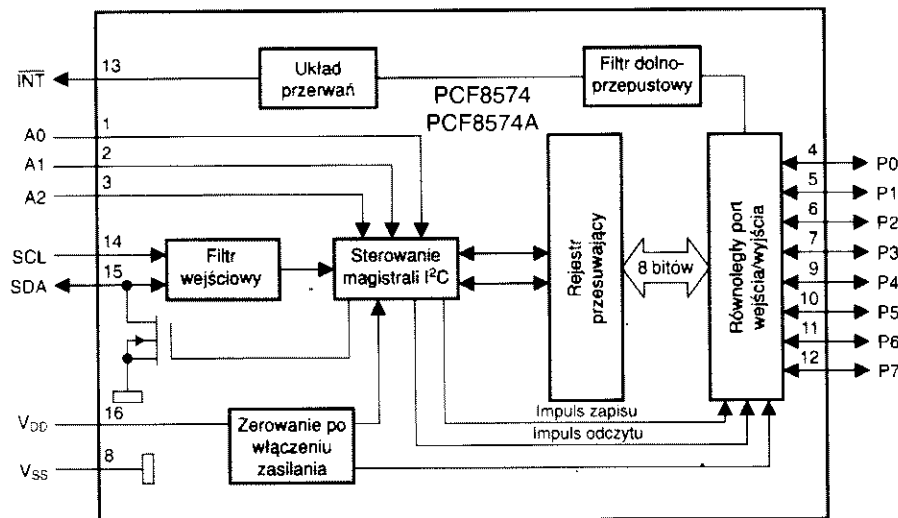 13
INT
Układ
przerwań
Filtr dolno-
przepustowy
PCF8574
PCF8574A
A0
1
A1
2
A2
3
SCL
14
SDA
15
Filtr
wejściowy
Sterowanie
magistrali I²C
Rejestr
przesuwający
8 bitów
Równoległy port
wejścia/wyjścia
4
P0
5
P1
6
P2
7
P3
9
P4
10
P5
11
P6
12
P7
Impuls zapisu
Impuls odczytu
16
VDD
Zerowanie po
włączeniu
zasilania
8
VSS